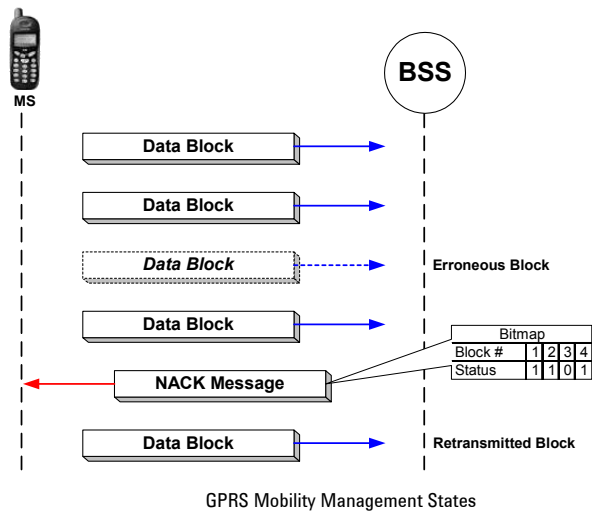 BSS
MS
Data Block
Data Block
Data Block
Erroneous Block
Data Block
Bitmap
Block # 1 2 3 4
Status 1 1 0 1
NACK Message
Data Block
Retransmitted Block
GPRS Mobility Management States